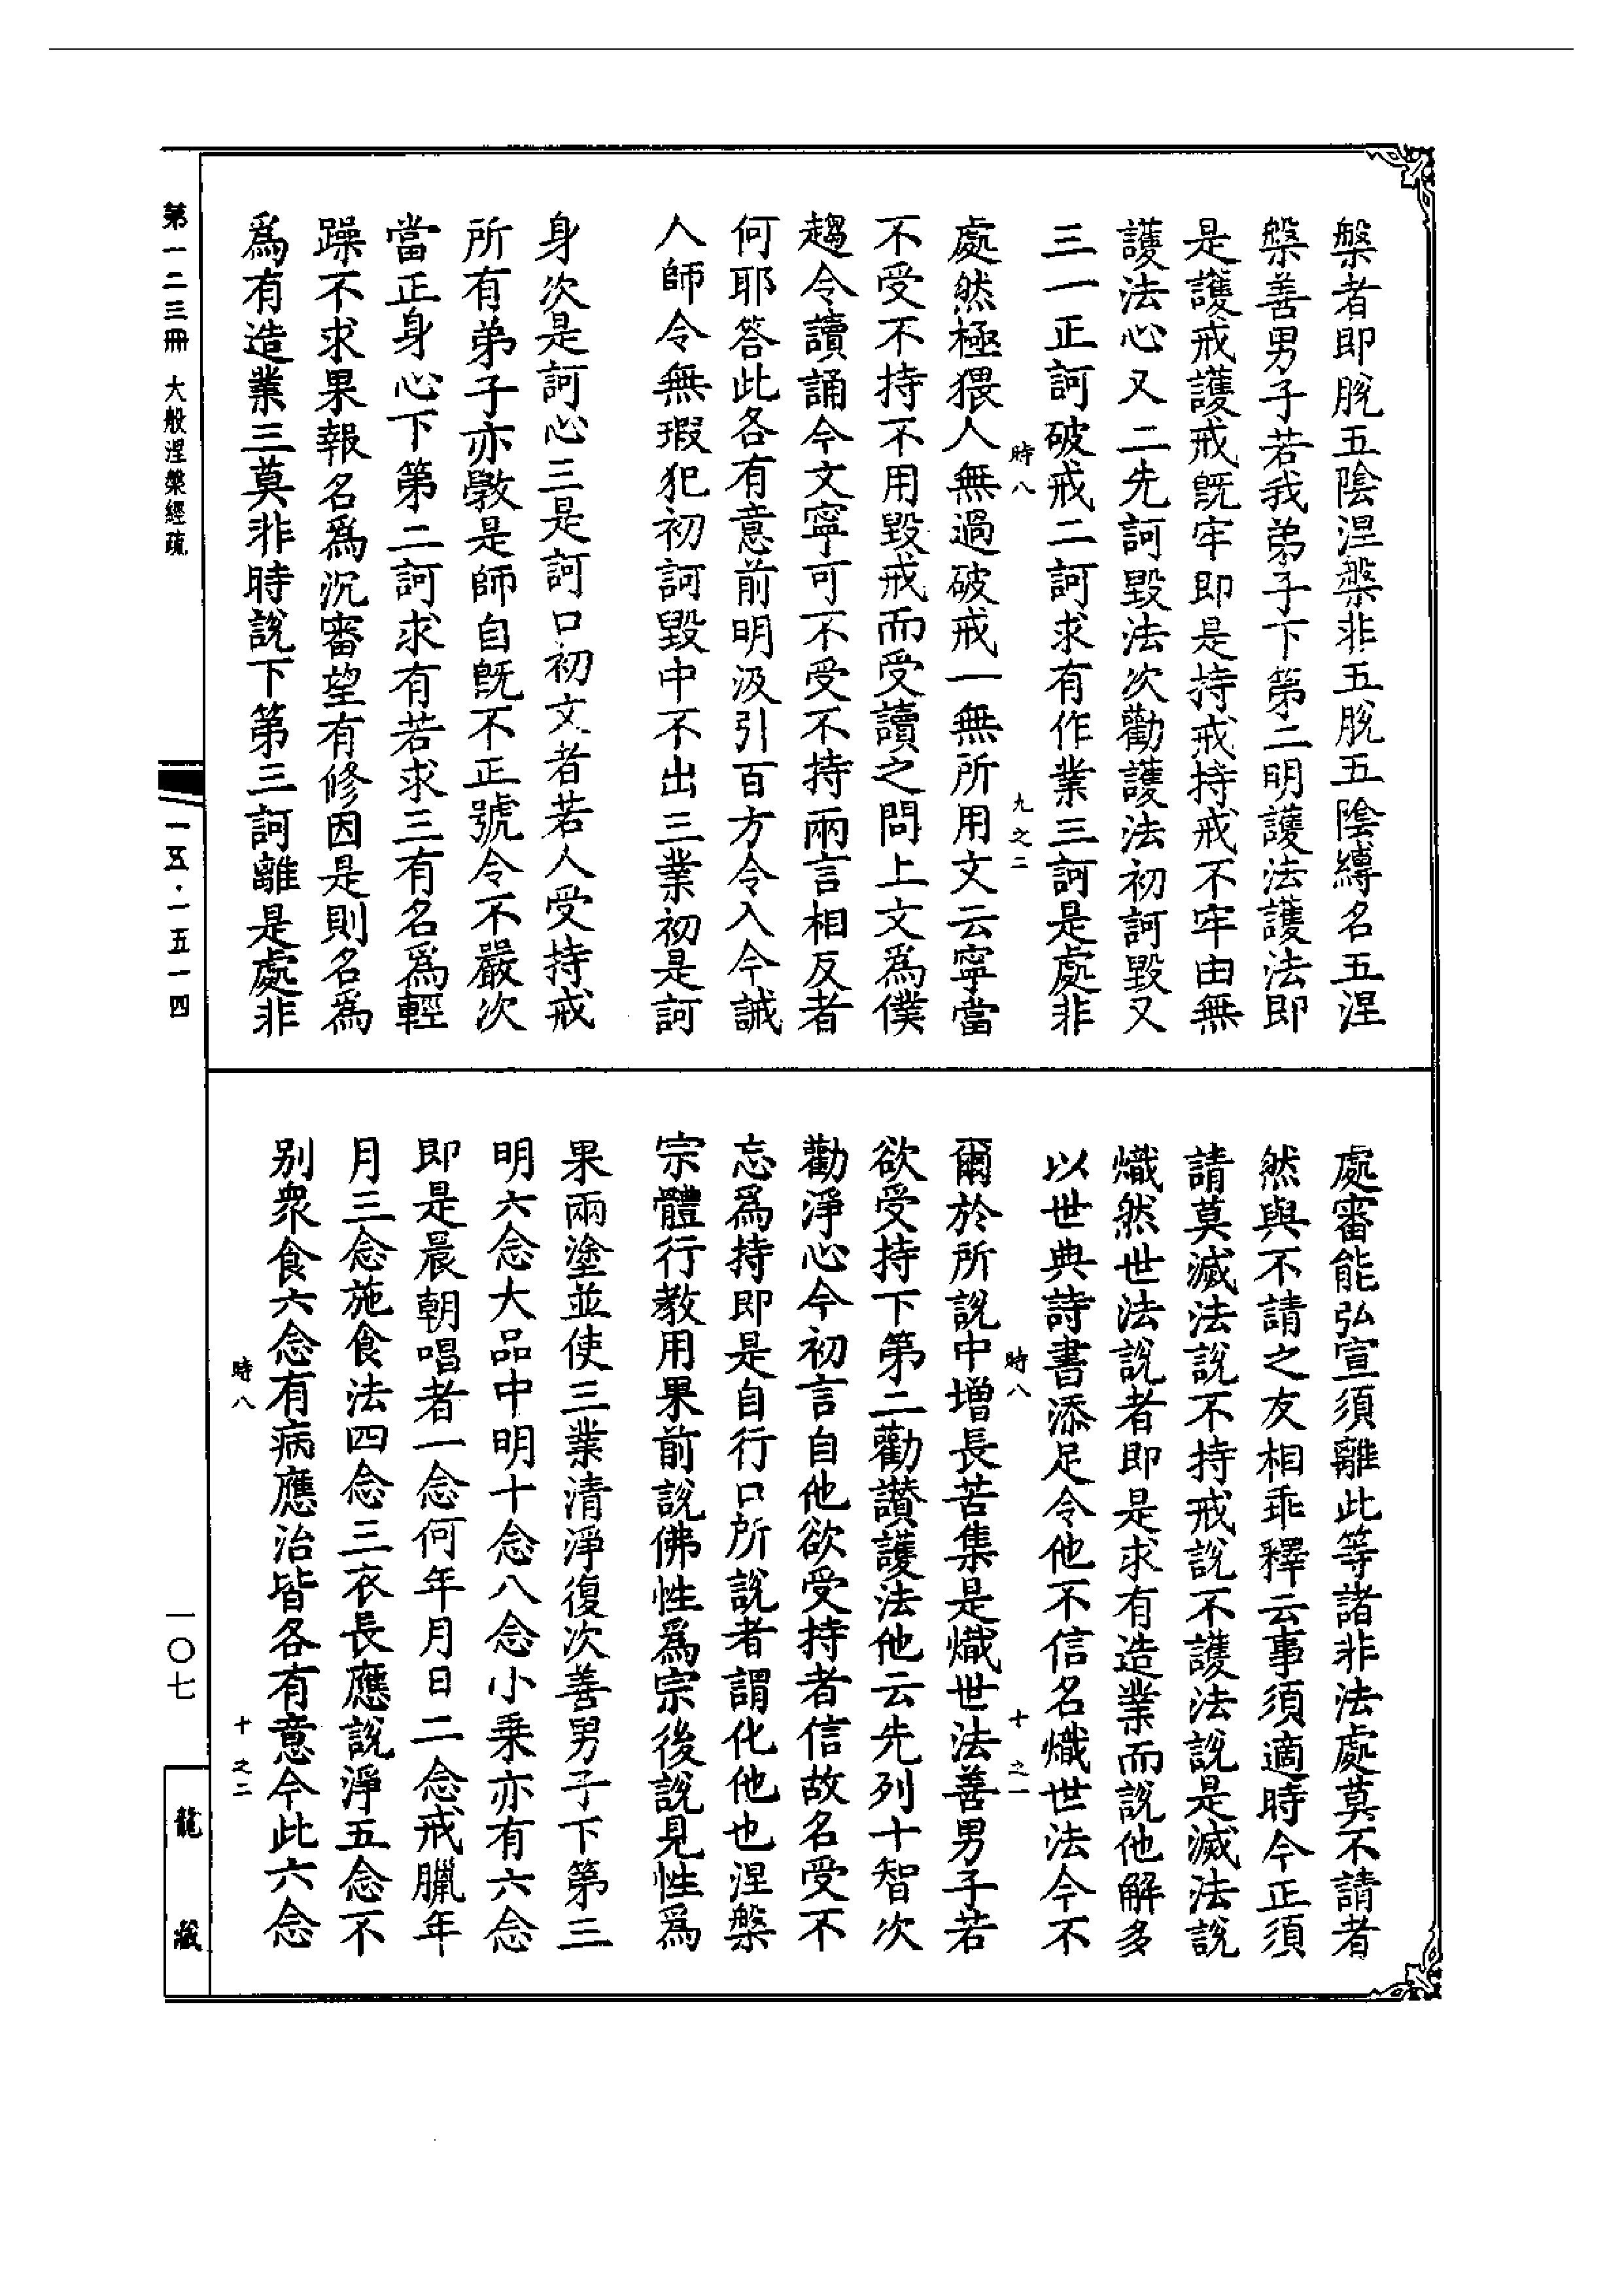 槃者即脫五陰涅槃非五脫五陰縛名五涅
槃善男子若我弟子下第二明護法護法即
是護戒護戒既牢即是持戒持戒不牢由無
護法心又二先訶毀法次勸護法初訶毀又
三一正訶破戒二訶求有作業三訶是處非
時八
九之二
處然極猥人無過破戒一無所用文云寧當
不受不持不用毀戒而受讀之問上文為僕
趨令讀誦今文寧可不受不持兩言相反者
何耶答此各有意前明汲引百方令入今誡
人師令無瑕犯初訶毀中不出三業初是訶
身次是訶心三是訶口初文者若人受持戒
所有弟子亦斆是師自既不正號令不嚴次
當正身心下第二訶求有若求三有名爲輕
躁不求果報名爲沉審望有修因是則名爲
爲有造業三莫非時說下第三訶離是處非
處審能弘宣須離此等諸非法處莫不請者
然與不請之友相乖釋云事須適時今正須
請莫滅法說不持戒說不護法說是滅法說
熾然世法說者即是求有造業而說他解多
以世典詩書添足令他不信名熾世法今不
時八
十之一
爾於所說中增長苦集是熾世法善男子若
欲受持下第二勸讃護法他云先列十智次
勸淨心今初言自他欲受持者信故名受不
忘爲持即是自行口所說者謂化他也涅槃
宗體行教用果前說佛性爲宗後說見性爲
果兩塗並使三業清淨復次善男子下第三
明六念大品中明十念八念小乘亦有六念
即是晨朝唱者一念何年月日二念戒臘年
月三念施食法四念三衣長應說淨五念不
别衆食六念有病應治皆各有意今此六念
時八
十之二
第一二三冊 大般涅槃經疏
一五·一五一四
一〇七
龍藏